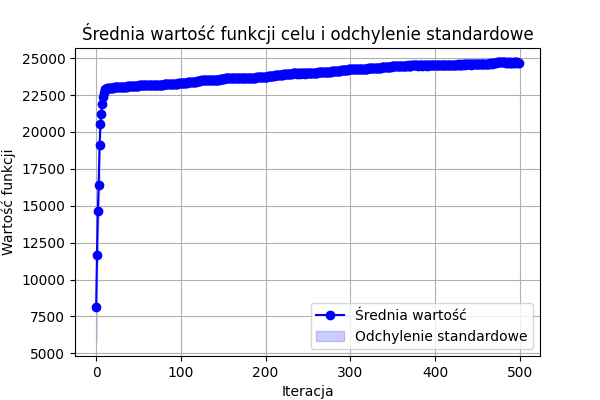 Średnia wartość funkcji celu i odchylenie standardowe
Wartość funkcji
25000
22500
20000
17500
15000
12500
10000
7500
5000
0 100 200 300 400 500
Iteracja
Średnia wartość
Odchylenie standardowe